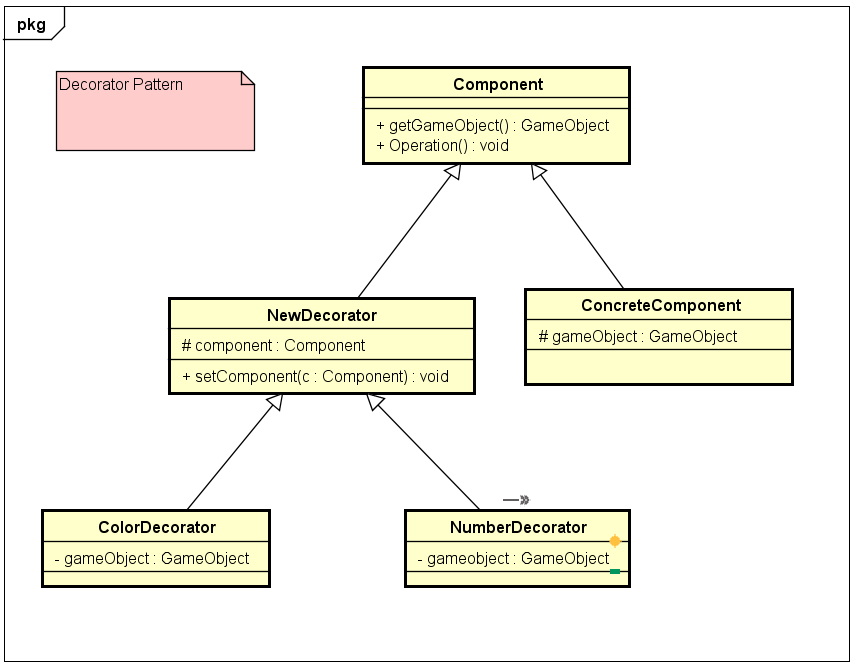 pkg
Decorator Pattern
Component
+ getGameObject() : GameObject
+ Operation() : void
NewDecorator
# component : Component
+ setComponent(c : Component) : void
ConcreteComponent
# gameObject : GameObject
ColorDecorator
- gameObject : GameObject
NumberDecorator
- gameobject : GameObject